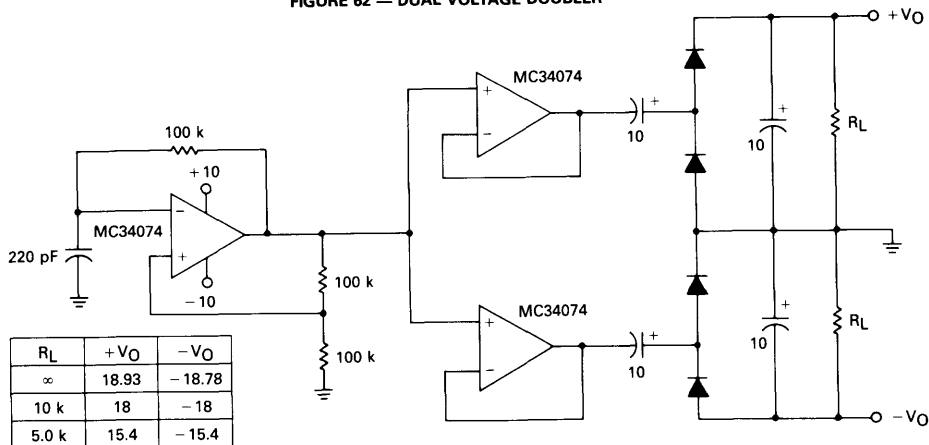 FIGURE 62 — DUAL VOLTAGE DOUBLER
+VO
MC34074
+
−
+
10
+
10
RL
100 k
+10
−
MC34074
+
−10
220 pF
100 k
100 k
MC34074
+
−
+
10
+
10
RL
−VO
RL +VO −VO
∞ 18.93 −18.78
10 k 18 −18
5.0 k 15.4 −15.4